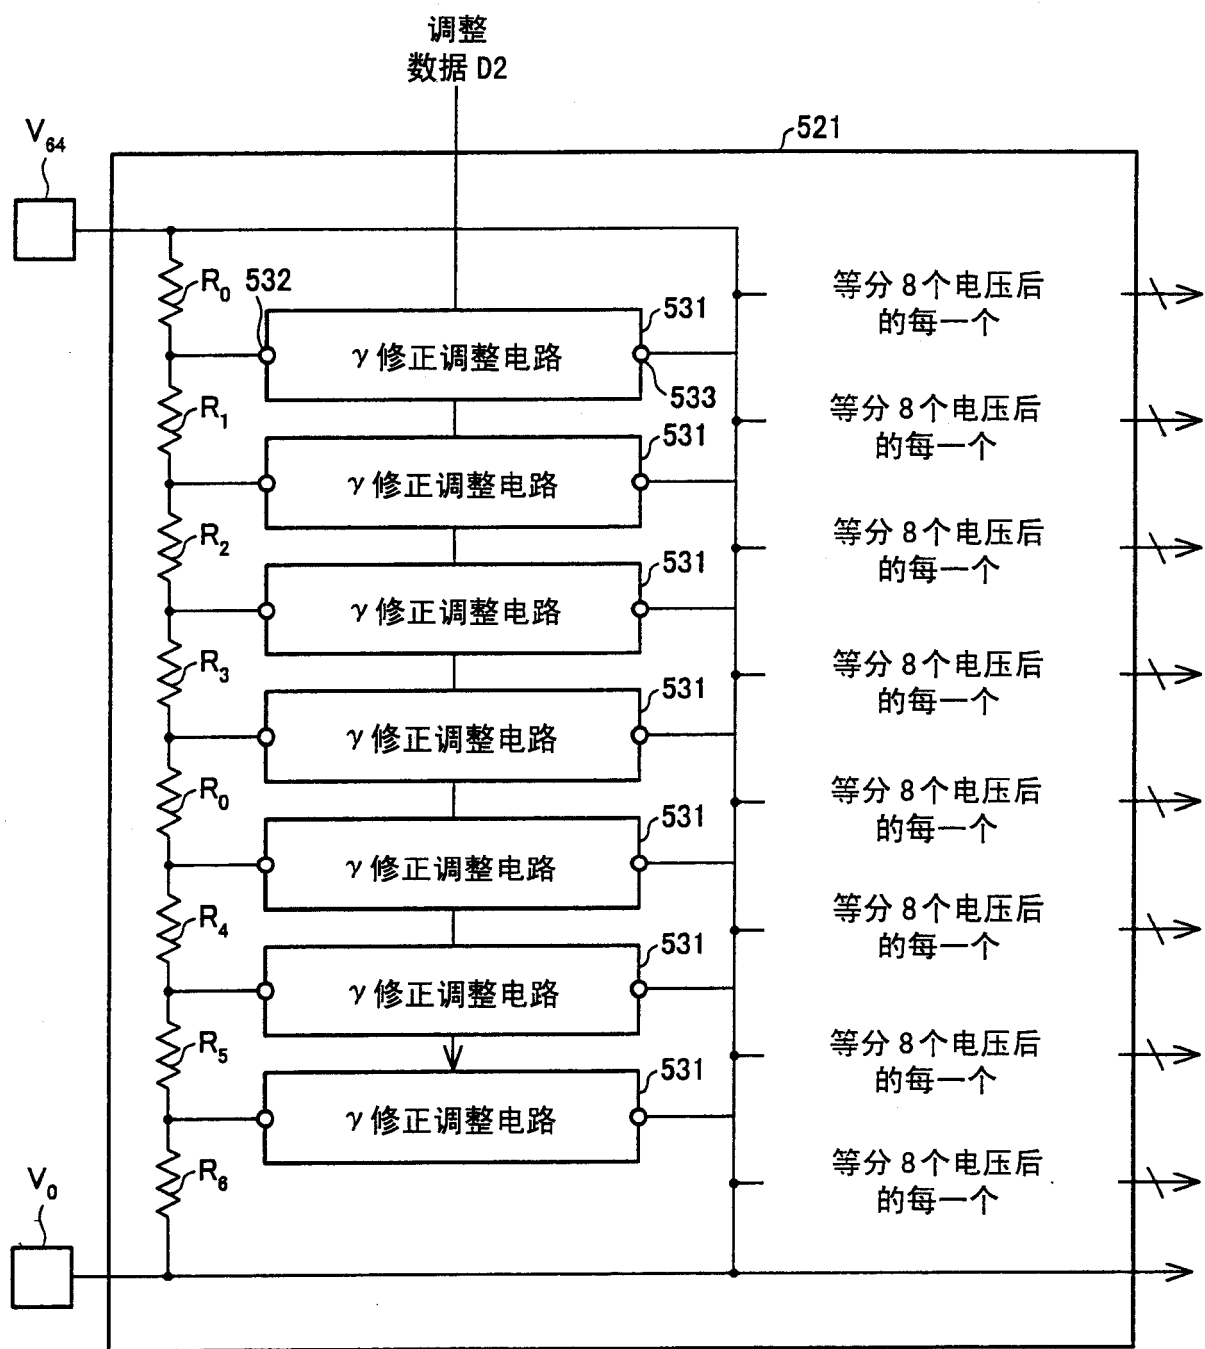 调整
数据 D2
V64
521
R0
532
531
γ 修正调整电路
533
等分 8 个电压后
的每一个
R1
531
γ 修正调整电路
等分 8 个电压后
的每一个
R2
531
γ 修正调整电路
等分 8 个电压后
的每一个
R3
531
γ 修正调整电路
等分 8 个电压后
的每一个
R0
531
γ 修正调整电路
等分 8 个电压后
的每一个
R4
531
γ 修正调整电路
等分 8 个电压后
的每一个
R5
531
γ 修正调整电路
等分 8 个电压后
的每一个
R6
等分 8 个电压后
的每一个
V0